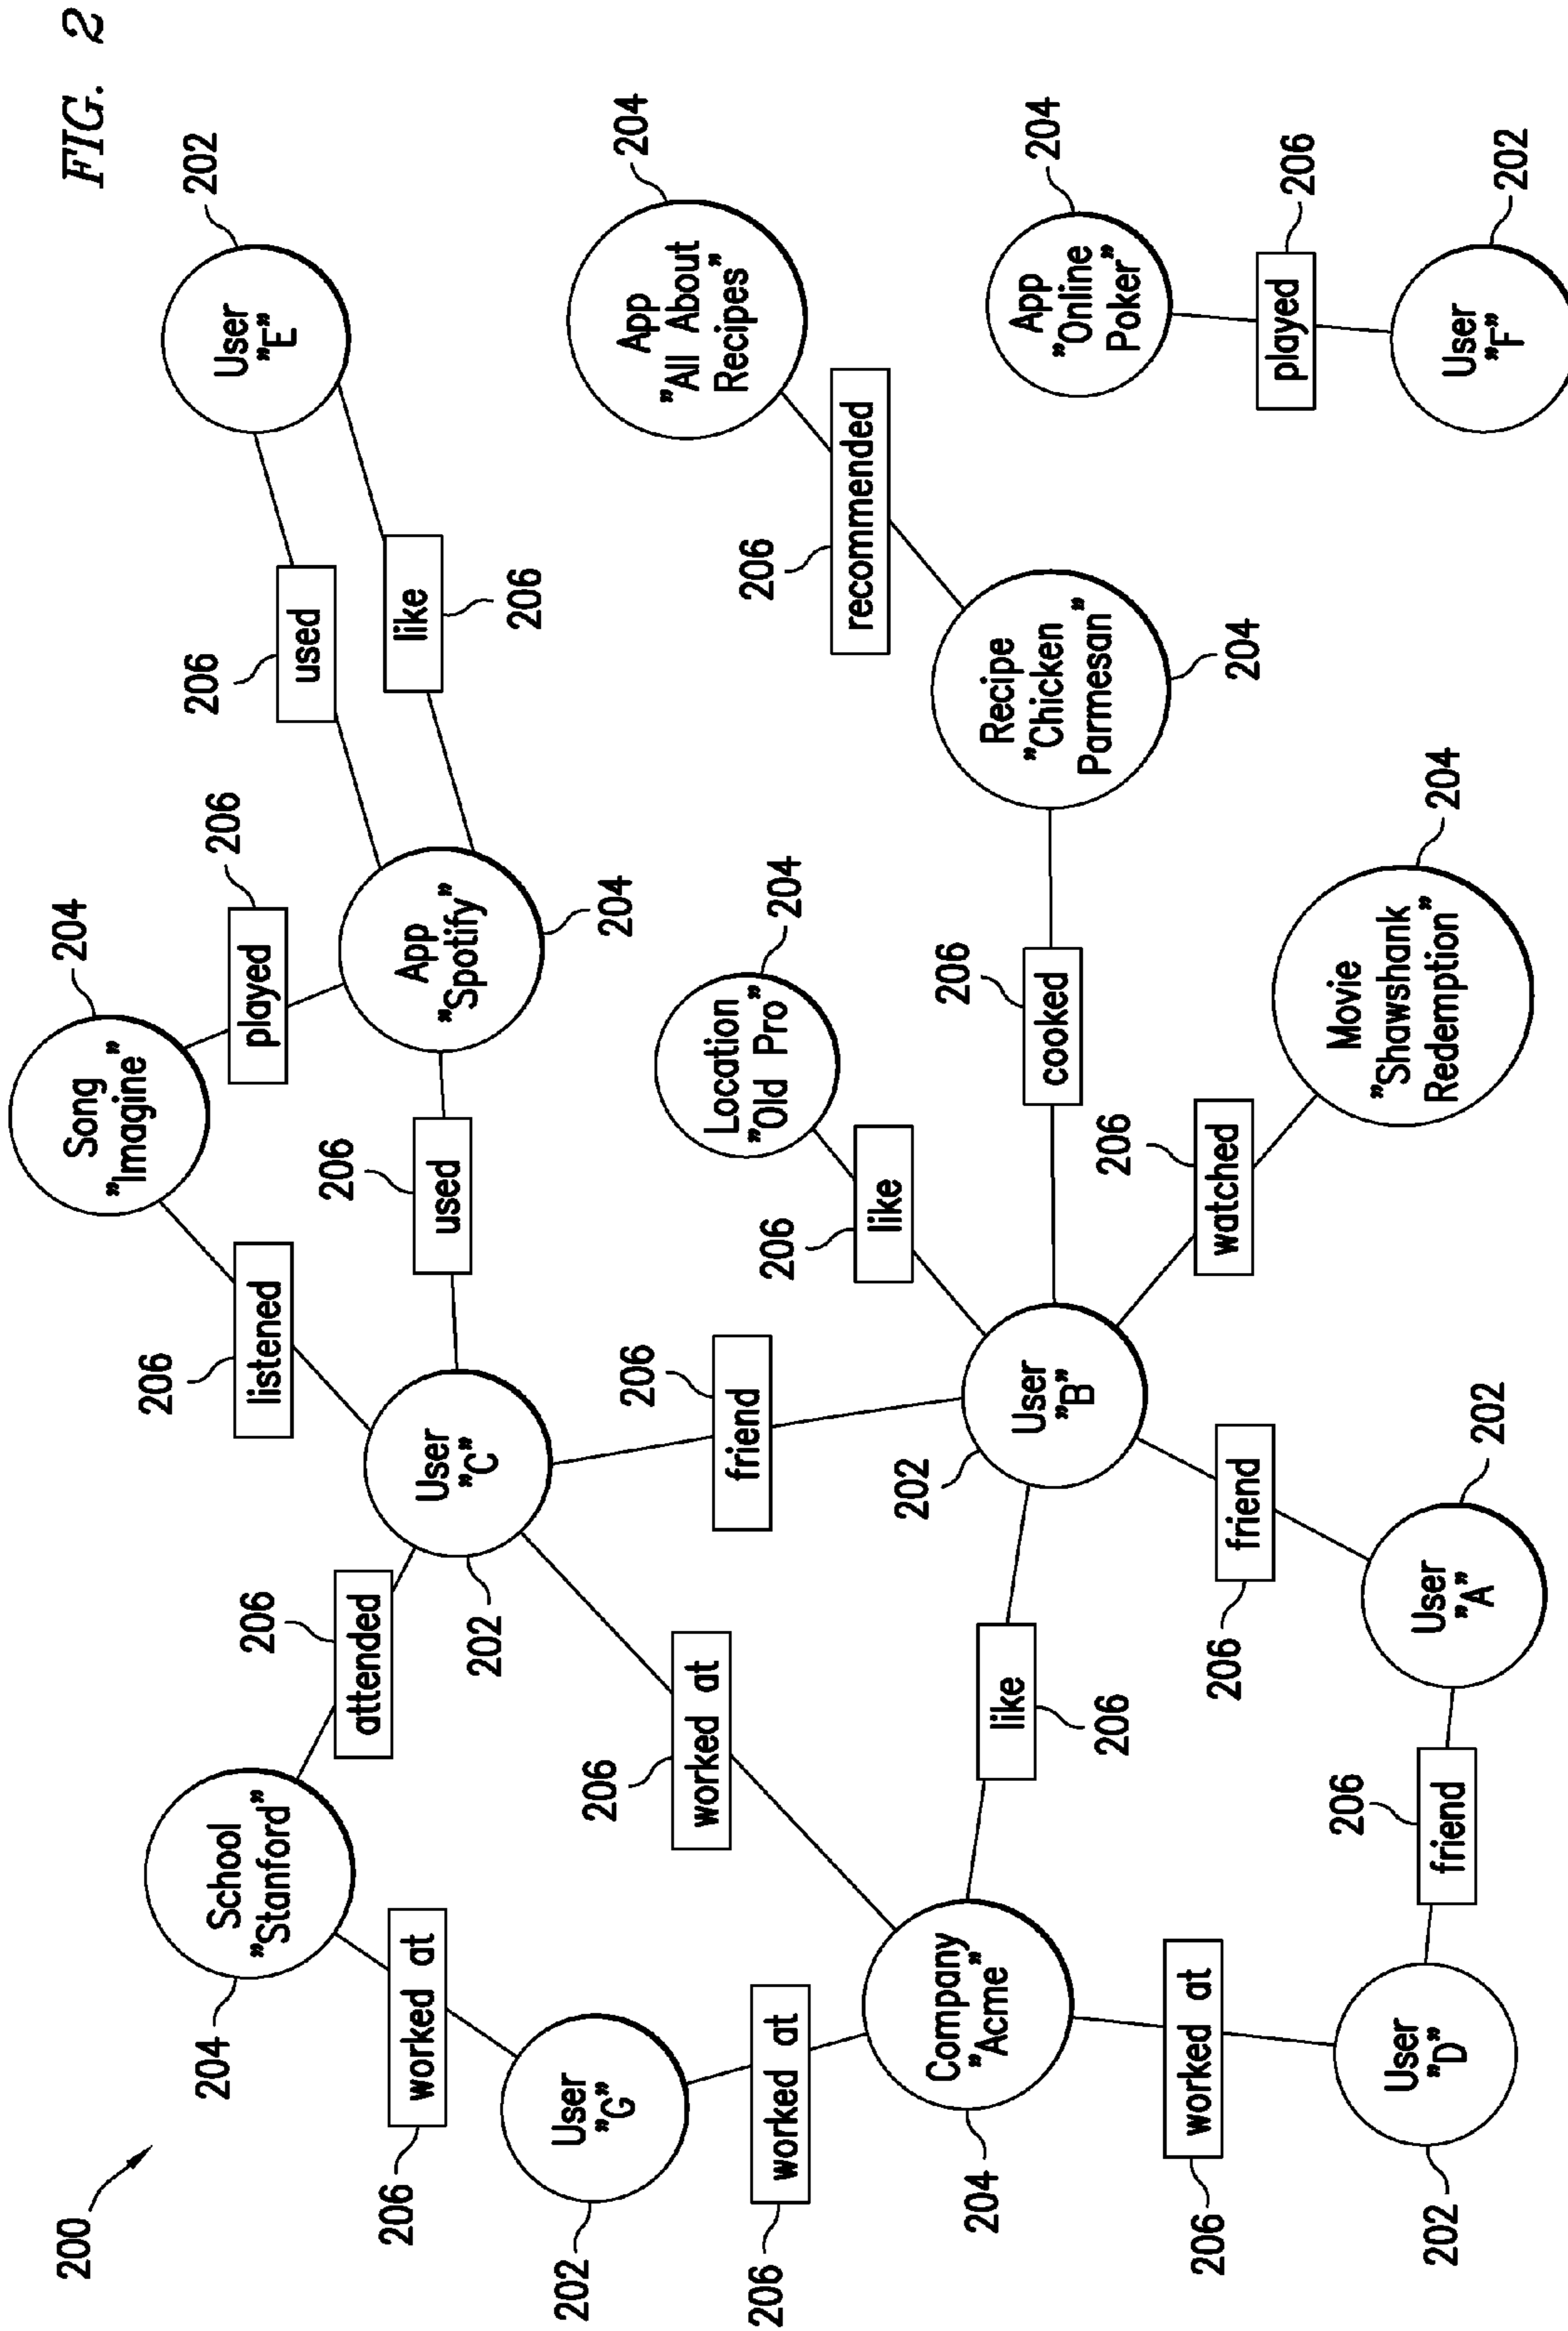 FIG. 2
200
204
School
”Stanford”
206
attended
206
listened
204
Song
”Imagine”
206
played
202
User
”E”
206
used
206
like
206
worked at
202
User
”C”
206
used
App
”Spotify”
204
202
User
”G”
206
worked at
206
friend
204
Location
”Old Pro”
206
recommended
204
App
”All About
Recipes”
206
worked at
204
Company
”Acme”
like
206
202
User
”B”
206
like
206
cooked
Recipe
”Chicken
Parmesan”
204
204
App
”Online
Poker”
206
worked at
206
friend
206
watched
206
played
202
User
”D”
206
friend
202
User
”A”
204
Movie
”Shawshank
Redemption”
202
User
”F”